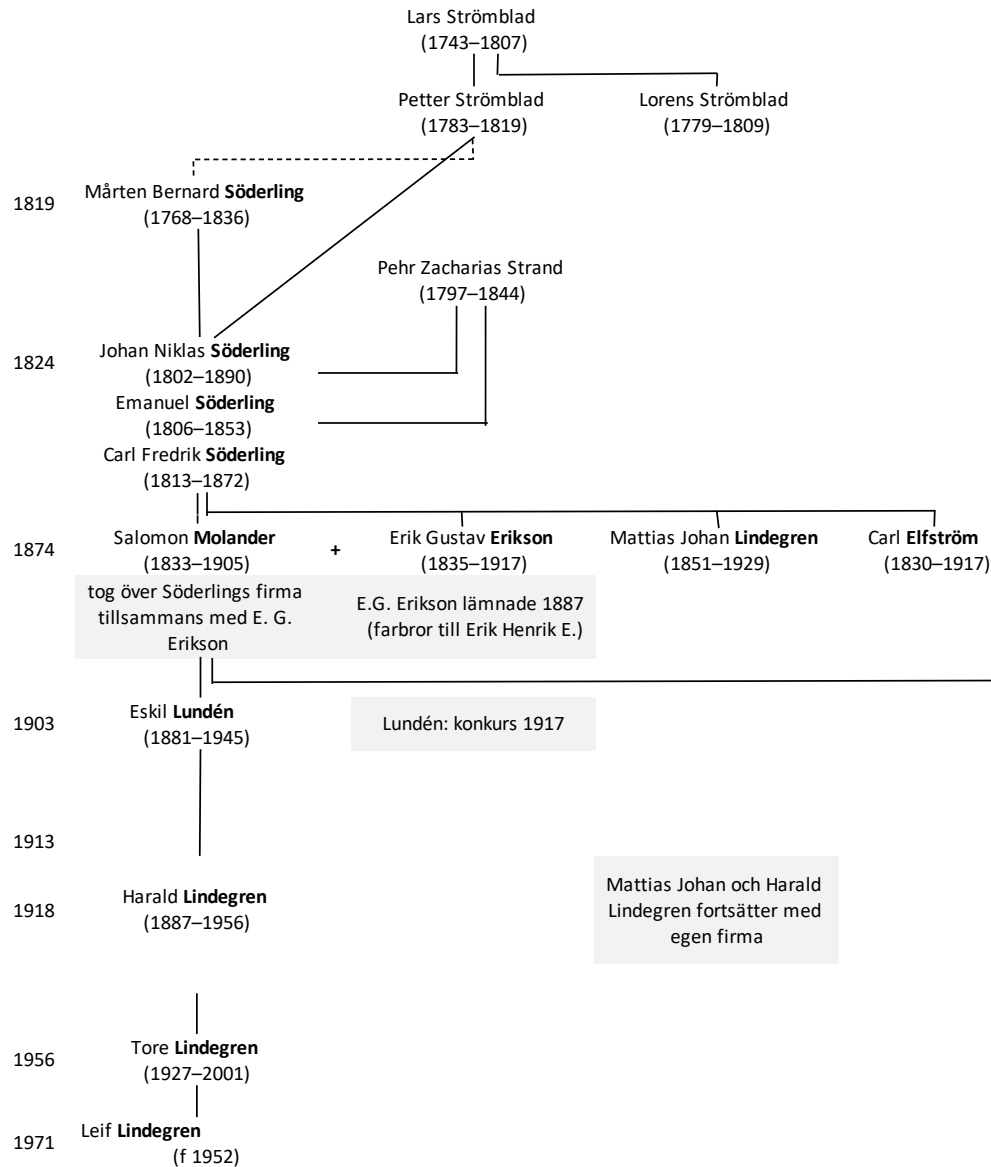 Lars Strömblad
(1743–1807)
Petter Strömblad
(1783–1819)
Lorens Strömblad
(1779–1809)
1819
Mårten Bernard Söderling
(1768–1836)
Pehr Zacharias Strand
(1797–1844)
1824
Johan Niklas Söderling
(1802–1890)
Emanuel Söderling
(1806–1853)
Carl Fredrik Söderling
(1813–1872)
1874
Salomon Molander
(1833–1905)
+
Erik Gustav Erikson
(1835–1917)
Mattias Johan Lindegren
(1851–1929)
Carl Elfström
(1830–1917)
tog över Söderlings firma
tillsammans med E. G.
Erikson
E.G. Erikson lämnade 1887
(farbror till Erik Henrik E.)
1903
Eskil Lundén
(1881–1945)
Lundén: konkurs 1917
1913
1918
Harald Lindegren
(1887–1956)
Mattias Johan och Harald
Lindegren fortsätter med
egen firma
1956
Tore Lindegren
(1927–2001)
1971
Leif Lindegren
(f 1952)